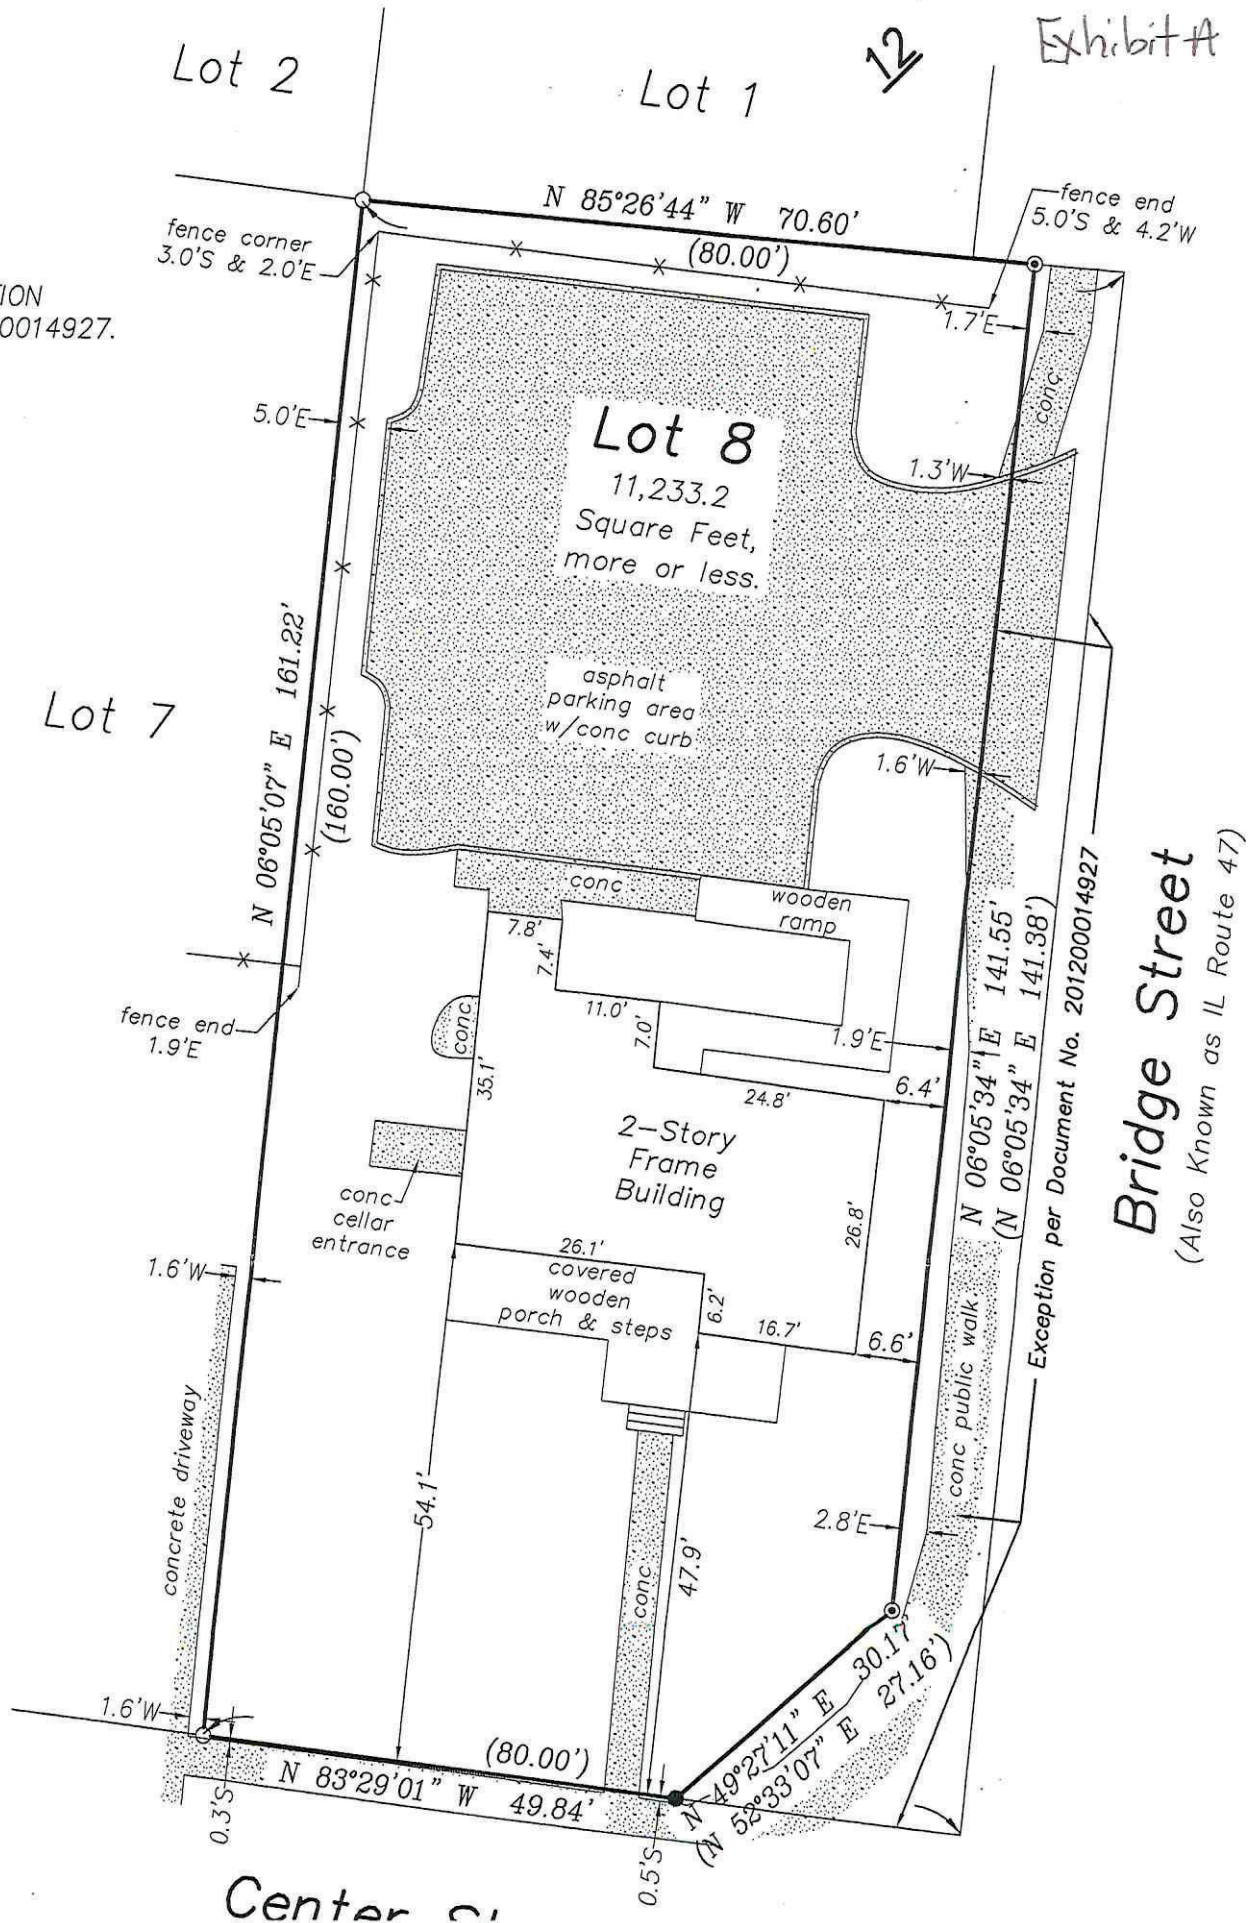 Exhibit A
12
Lot 2
Lot 1
N 85°26'44" W 70.60'
(80.00')
fence end
5.0'S & 4.2'W
fence corner
3.0'S & 2.0'E
0014927.
1.7'E
conc
5.0'E
Lot 8
11,233.2
Square Feet,
more or less.
1.3'W
N 06°05'07" E 161.22'
(160.00')
Lot 7
asphalt
parking area
w/conc curb
1.6'W
conc
wooden
ramp
7.8'
7.4'
11.0'
7.0'
fence end
1.9'E
conc
35.1'
1.9'E
6.4'
24.8'
N 06°05'34" E 141.55'
(N 06°05'34" E 141.38')
Exception per Document No. 201200014927
Bridge Street
(Also Known as IL Route 47)
2-Story
Frame
Building
conc
cellar
entrance
26.8'
26.1'
covered
wooden
porch & steps
6.2'
16.7'
6.6'
1.6'W
concrete driveway
conc public walk
54.1'
47.9'
conc
2.8'E
N 49°27'11" E 30.17'
(N 52°33'07" E 27.16')
1.6'W
(80.00')
N 83°29'01" W 49.84'
0.3'S
0.5'S
Center